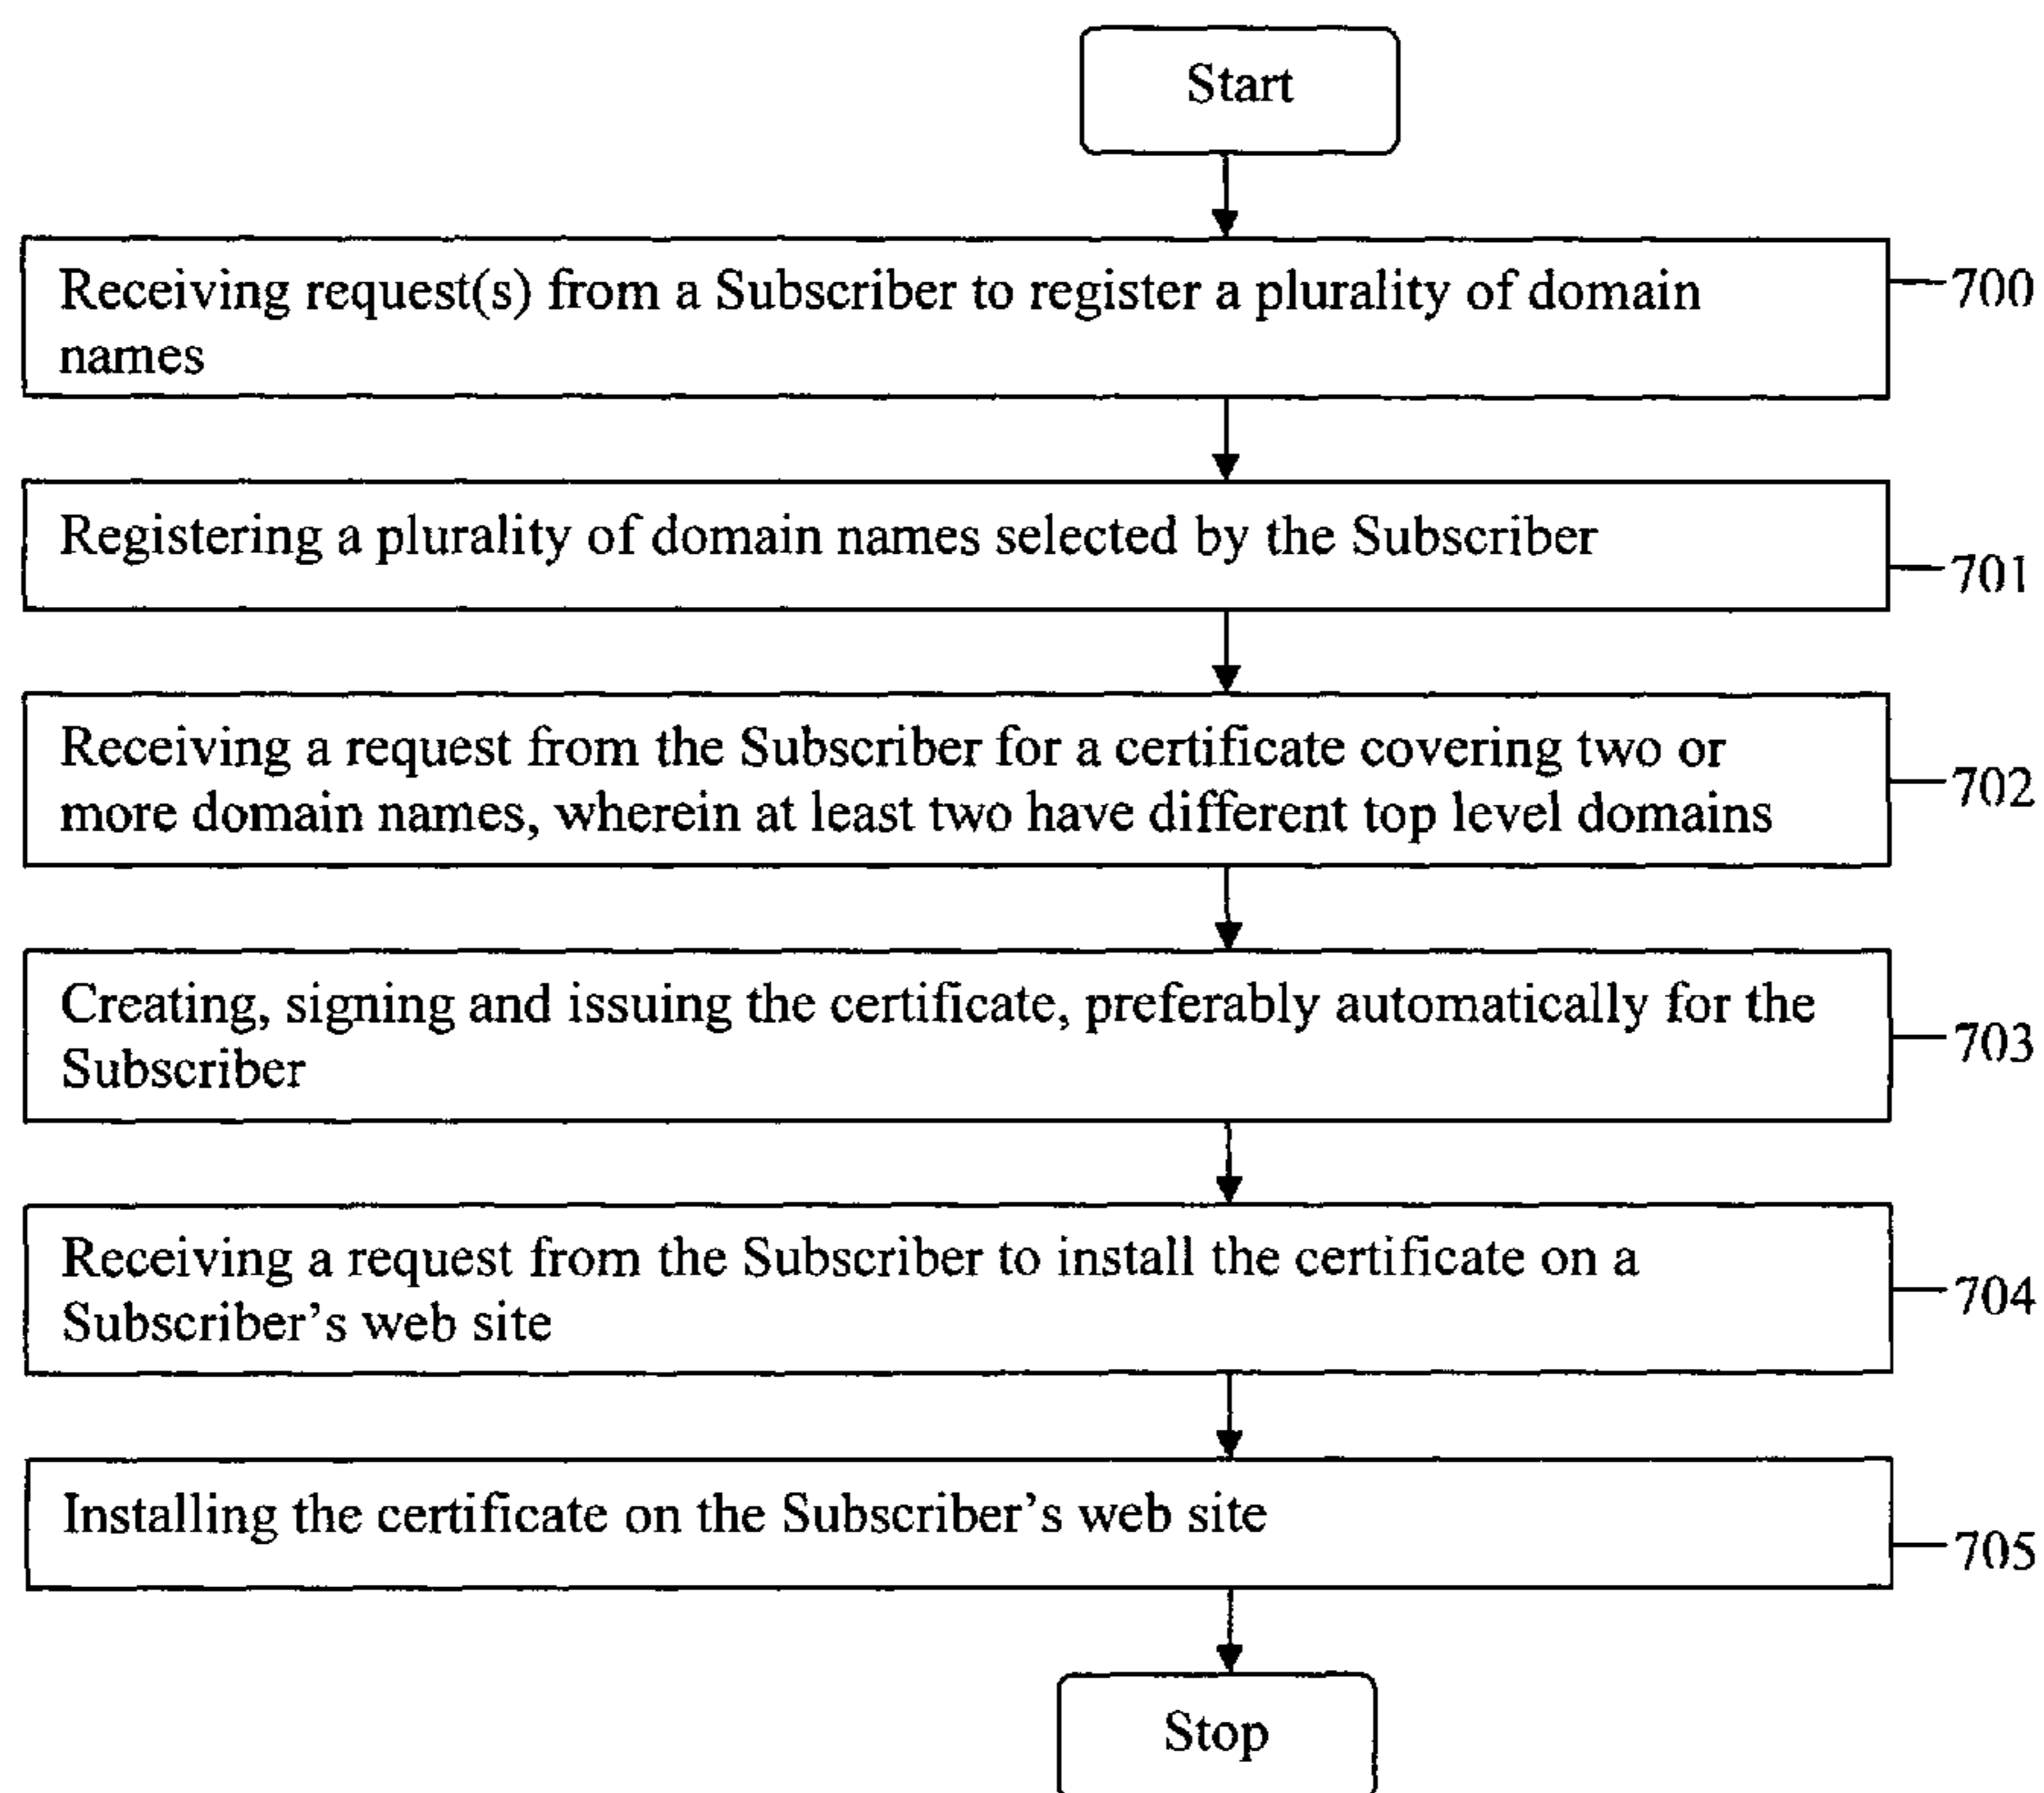 Start
Receiving request(s) from a Subscriber to register a plurality of domain
names
700
Registering a plurality of domain names selected by the Subscriber
701
Receiving a request from the Subscriber for a certificate covering two or
more domain names, wherein at least two have different top level domains
702
Creating, signing and issuing the certificate, preferably automatically for the
Subscriber
703
Receiving a request from the Subscriber to install the certificate on a
Subscriber's web site
704
Installing the certificate on the Subscriber's web site
705
Stop